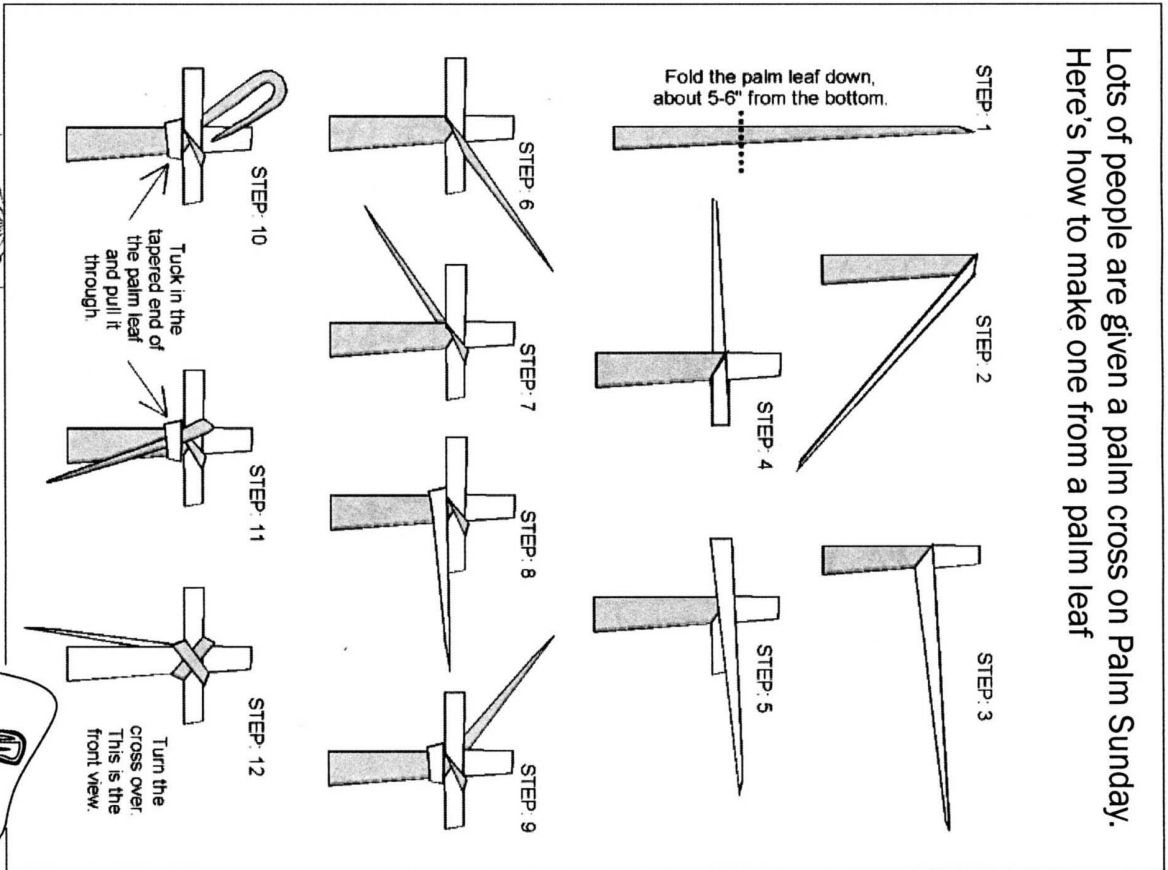 Lots of people are given a palm cross on Palm Sunday.
Here's how to make one from a palm leaf
STEP: 1
Fold the palm leaf down,
about 5-6" from the bottom.
STEP: 2
STEP: 3
STEP: 4
STEP: 5
STEP: 6
STEP: 7
STEP: 8
STEP: 9
STEP: 10
Tuck in the
tapered end of
the palm leaf
and pull it
through.
STEP: 11
STEP: 12
Turn the
cross over.
This is the
front view.